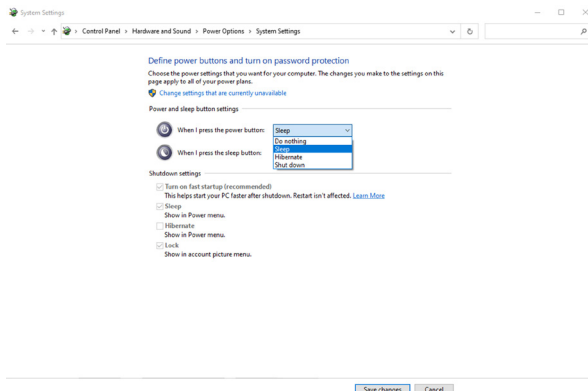 System Settings
Control Panel > Hardware and Sound > Power Options > System Settings
Define power buttons and turn on password protection
Choose the power settings that you want for your computer. The changes you make to the settings on this
page apply to all of your power plans.
Change settings that are currently unavailable
Power and sleep button settings
When I press the power button: Sleep
Do nothing
Sleep
When I press the sleep button:
Hibernate
Shut down
Shutdown settings
Turn on fast startup (recommended)
This helps start your PC faster after shutdown. Restart isn't affected. Learn More
Sleep
Show in Power menu.
Hibernate
Show in Power menu.
Lock
Show in account picture menu.
Save changes Cancel